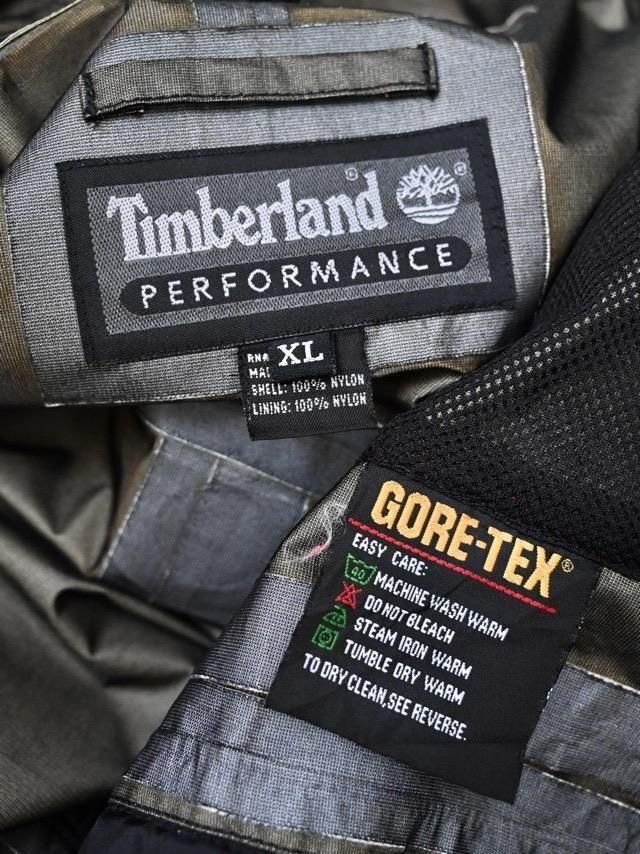 Timberland®
PERFORMANCE
XL
RN#
SHELL: 100% NYLON
LINING: 100% NYLON
GORE-TEX®
EASY CARE:
40 MACHINE WASH WARM
DO NOT BLEACH
STEAM IRON WARM
TUMBLE DRY WARM
TO DRY CLEAN, SEE REVERSE.